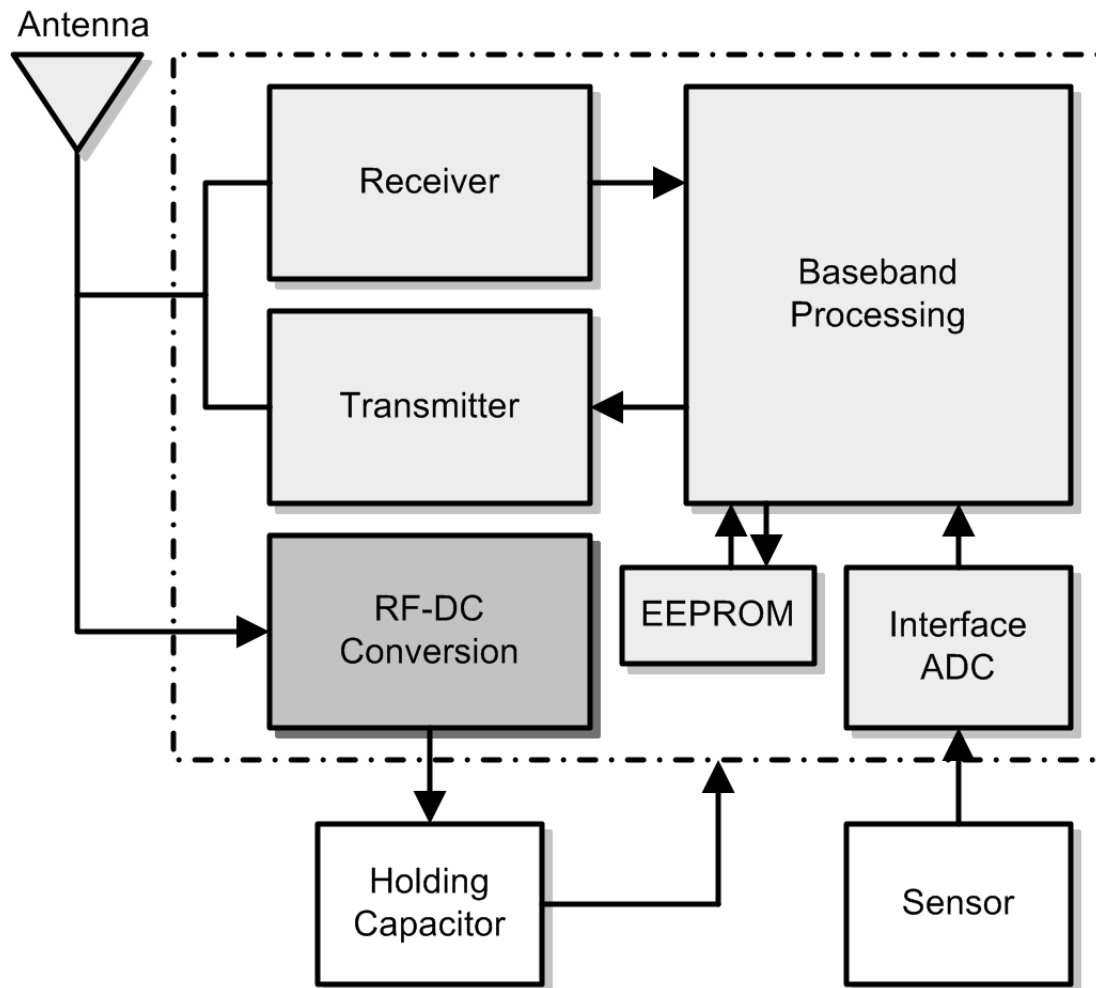 Antenna
Receiver
Baseband
Processing
Transmitter
RF-DC
Conversion
EEPROM
Interface
ADC
Holding
Capacitor
Sensor